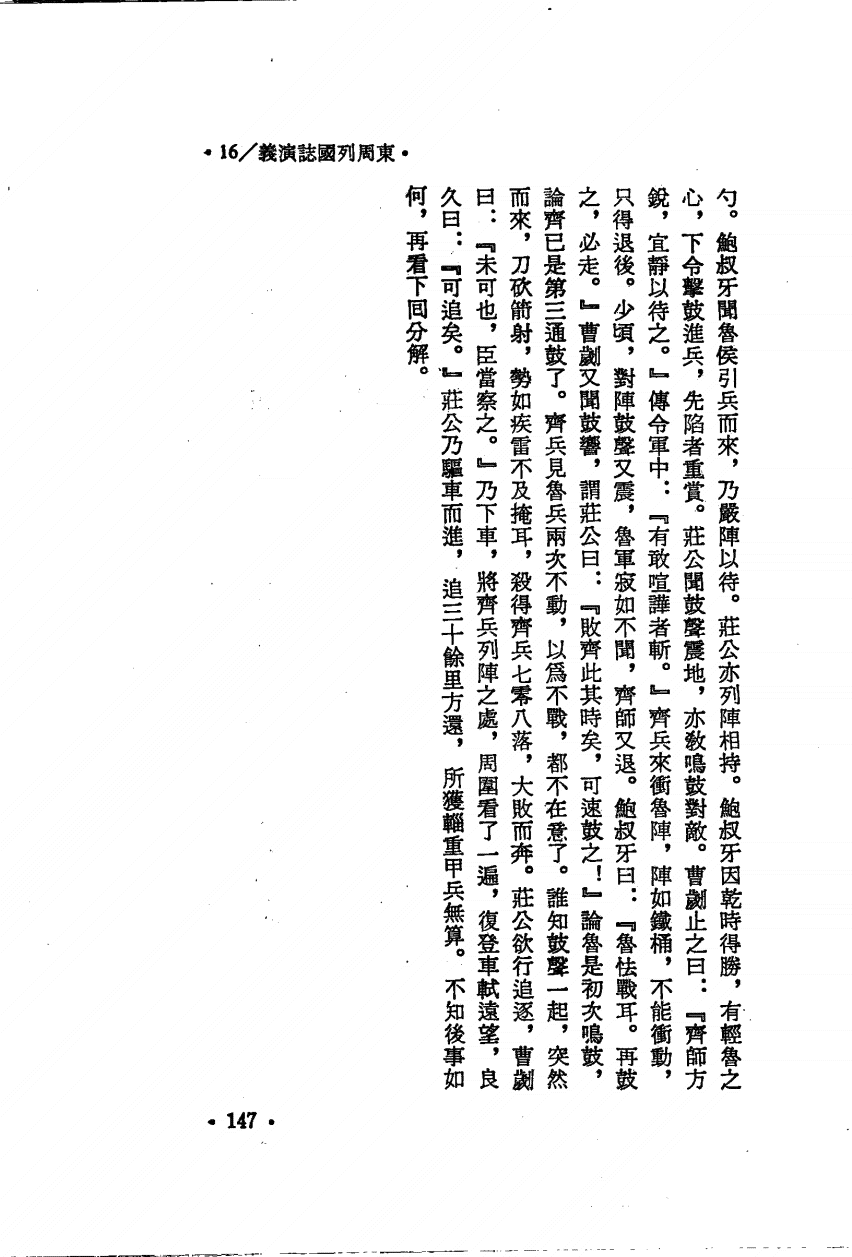 ·東周列國誌演義／16·
勺。鮑叔牙聞魯侯引兵而來，乃嚴陣以待。莊公亦列陣相持。鮑叔牙因乾時得勝，有輕魯之
心，下令擊鼓進兵，先陷者重賞。莊公聞鼓聲震地，亦敎鳴鼓對敵。曹劌止之曰：『齊師方
銳，宜靜以待之。』傳令軍中：『有敢喧譁者斬。』齊兵來衝魯陣，陣如鐵桶，不能衝動，
只得退後。少頃，對陣鼓聲又震，魯軍寂如不聞，齊師又退。鮑叔牙曰：『魯怯戰耳。再鼓
之，必走。』曹劌又聞鼓響，謂莊公曰：『敗齊此其時矣，可速鼓之！』論魯是初次鳴鼓，
論齊已是第三通鼓了。齊兵見魯兵兩次不動，以爲不戰，都不在意了。誰知鼓聲一起，突然
而來，刀砍箭射，勢如疾雷不及掩耳，殺得齊兵七零八落，大敗而奔。莊公欲行追逐，曹劌
曰：『未可也，臣當察之。』乃下車，將齊兵列陣之處，周圍看了一遍，復登車軾遠望，良
久曰：『可追矣。』莊公乃驅車而進，追三十餘里方還，所獲輜重甲兵無算。不知後事如
何，再看下回分解。
·147·